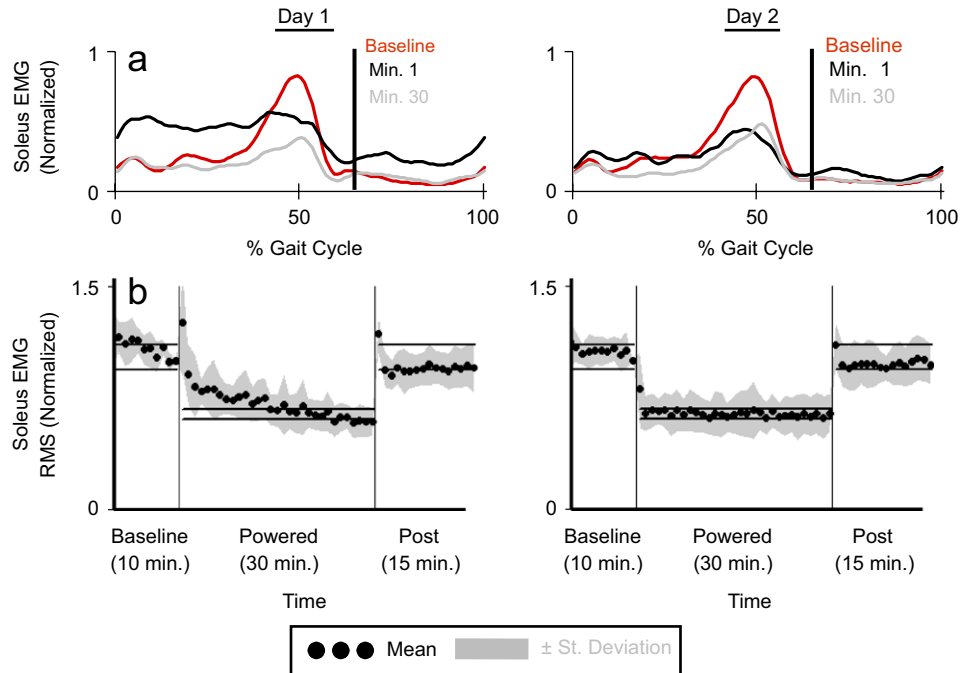 Day 1
Day 2
a
Soleus EMG
(Normalized)
1
0
Baseline
Min. 1
Min. 30
0
50
100
% Gait Cycle
1
0
Baseline
Min. 1
Min. 30
0
50
100
% Gait Cycle
b
Soleus EMG
RMS (Normalized)
1.5
0
Baseline
(10 min.)
Powered
(30 min.)
Post
(15 min.)
Time
1.5
0
Baseline
(10 min.)
Powered
(30 min.)
Post
(15 min.)
Time
Mean
± St. Deviation